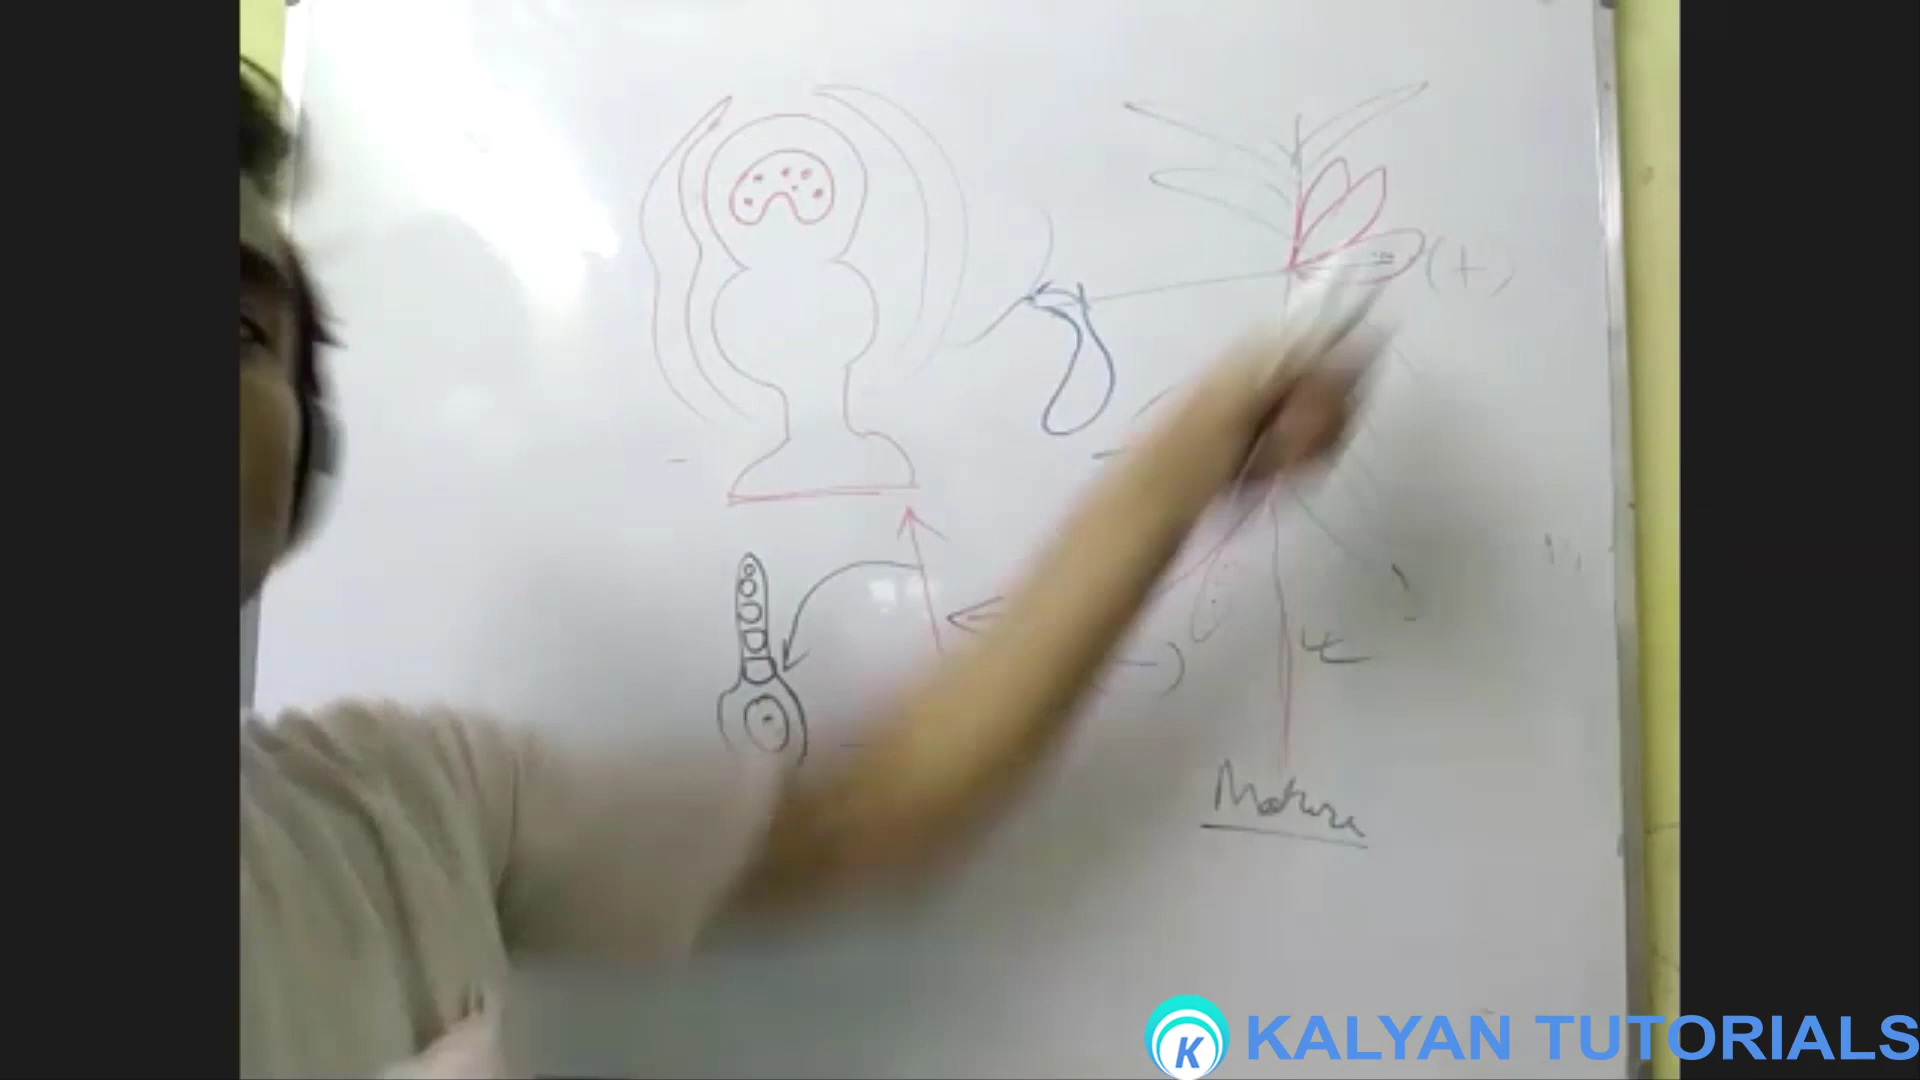 (+)
-)
Mature
K KALYAN TUTORIALS